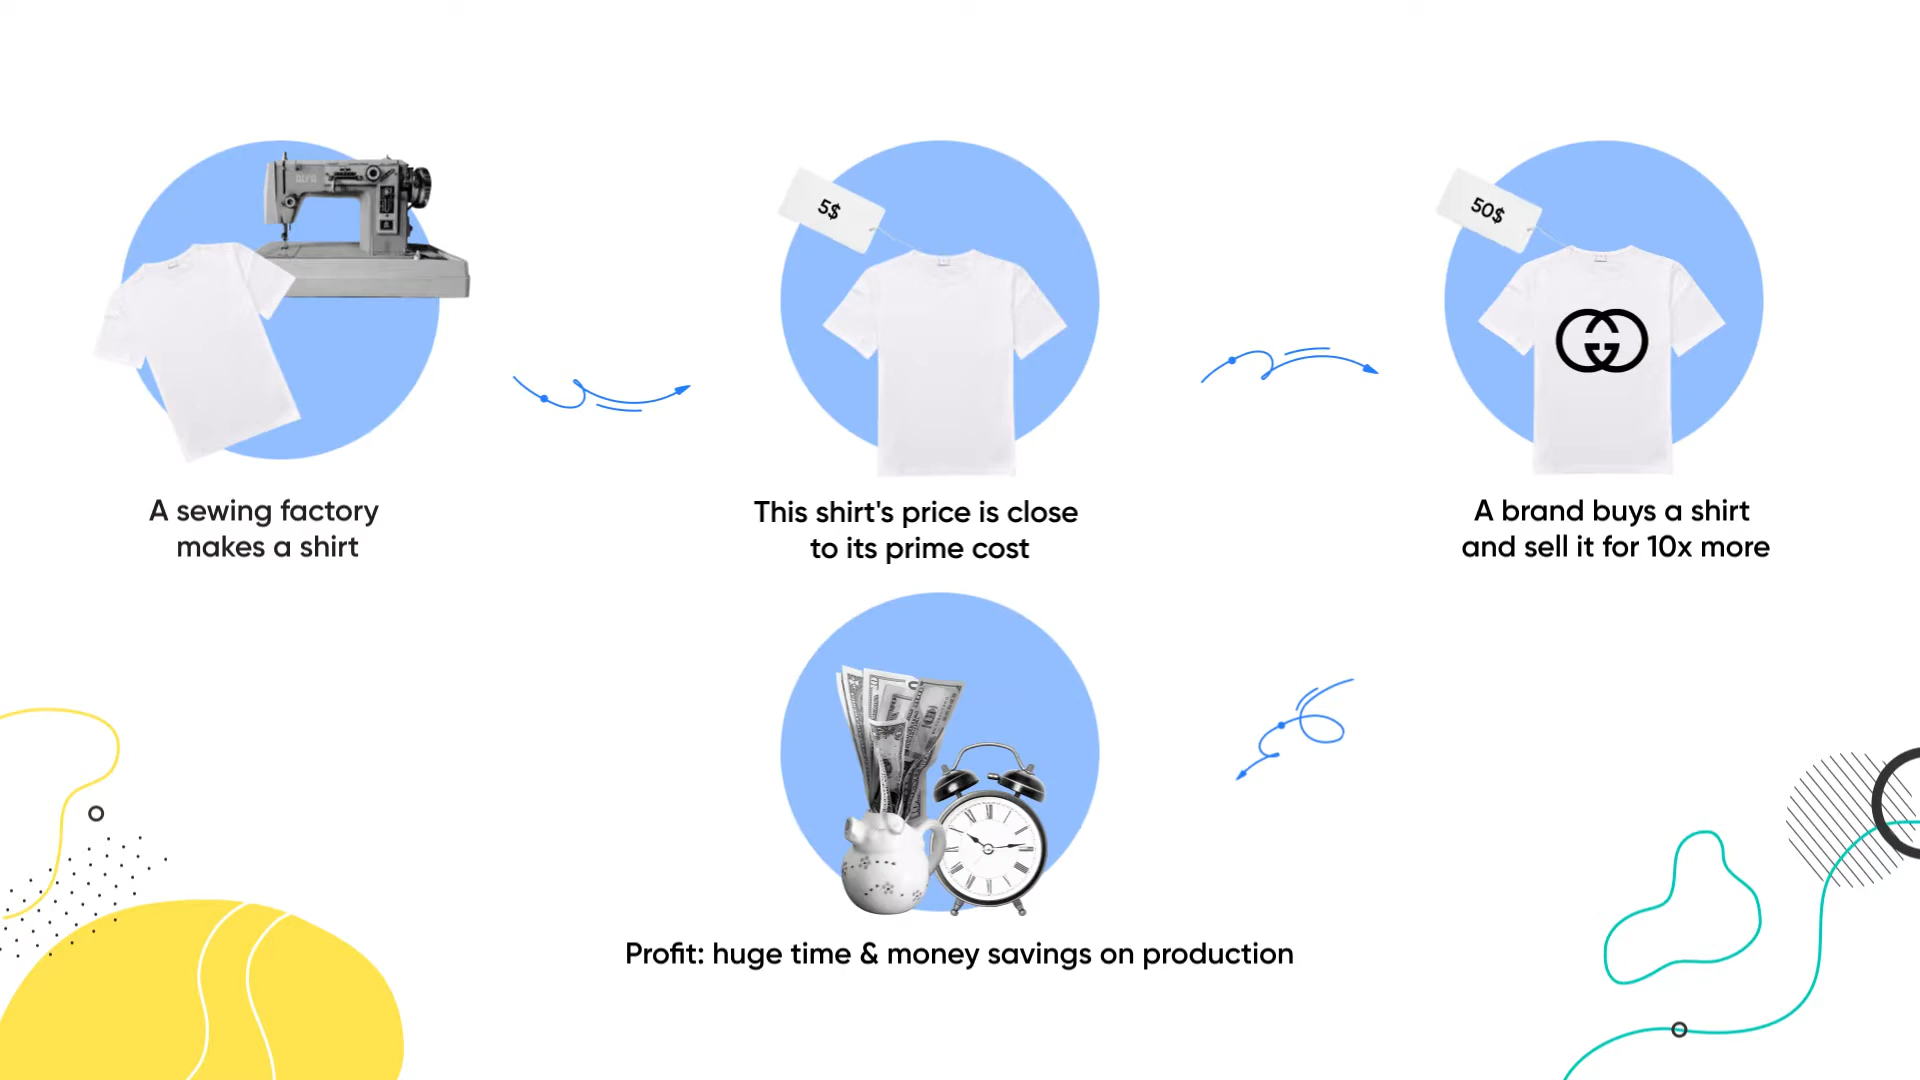 A sewing factory
makes a shirt
5$
This shirt's price is close
to its prime cost
50$
A brand buys a shirt
and sell it for 10x more
Profit: huge time & money savings on production